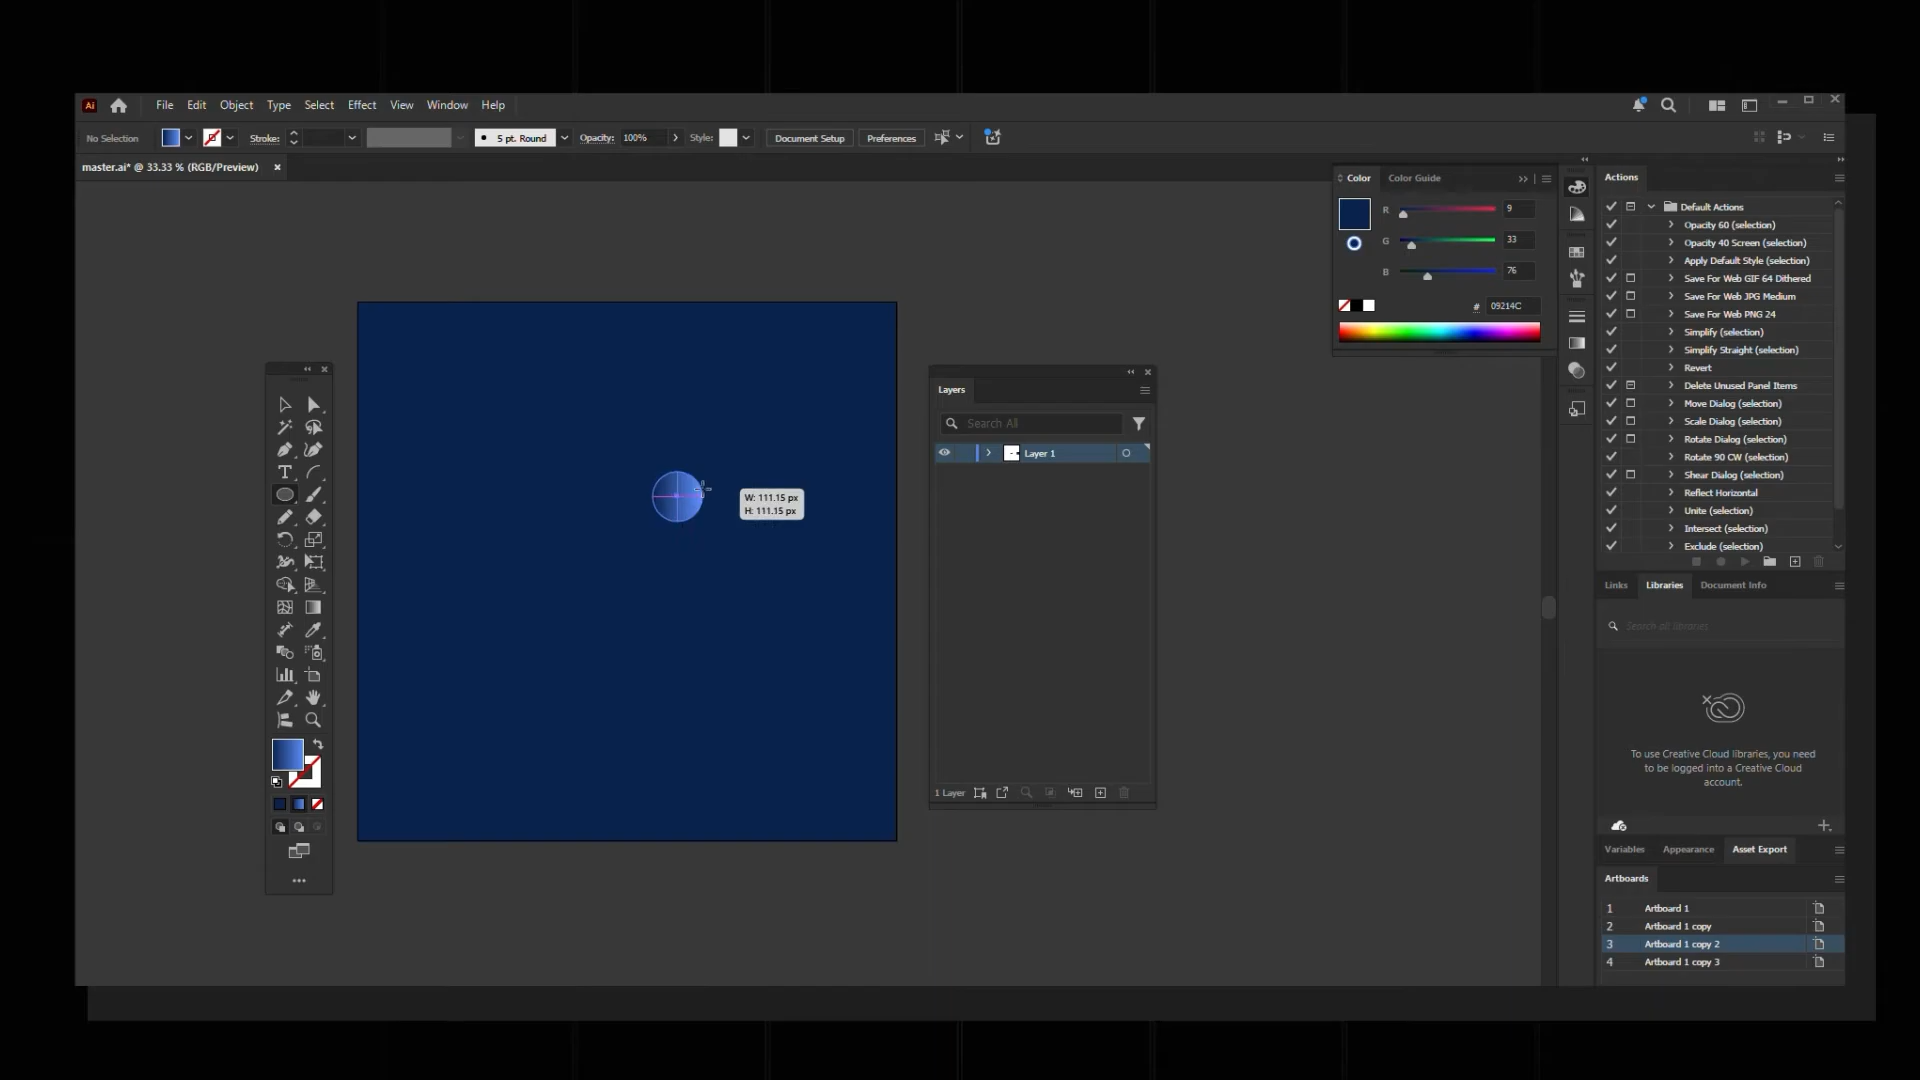 Ai File Edit Object Type Select Effect View Window Help
No Selection Stroke: 5 pt. Round Opacity: 100% Style: Document Setup Preferences
master.ai* @ 33.33 % (RGB/Preview)
W: 111.15 px
H: 111.15 px
Layers
Search All
Layer 1
1 Layer
Color Color Guide
R 9
G 33
B 76
# 09214C
Actions
Default Actions
Opacity 60 (selection)
Opacity 40 Screen (selection)
Apply Default Style (selection)
Save For Web GIF 64 Dithered
Save For Web JPG Medium
Save For Web PNG 24
Simplify (selection)
Simplify Straight (selection)
Revert
Delete Unused Panel Items
Move Dialog (selection)
Scale Dialog (selection)
Rotate Dialog (selection)
Rotate 90 CW (selection)
Shear Dialog (selection)
Reflect Horizontal
Unite (selection)
Intersect (selection)
Exclude (selection)
Links Libraries Document Info
Search all libraries
To use Creative Cloud libraries, you need
to be logged into a Creative Cloud
account.
Variables Appearance Asset Export
Artboards
1 Artboard 1
2 Artboard 1 copy
3 Artboard 1 copy 2
4 Artboard 1 copy 3